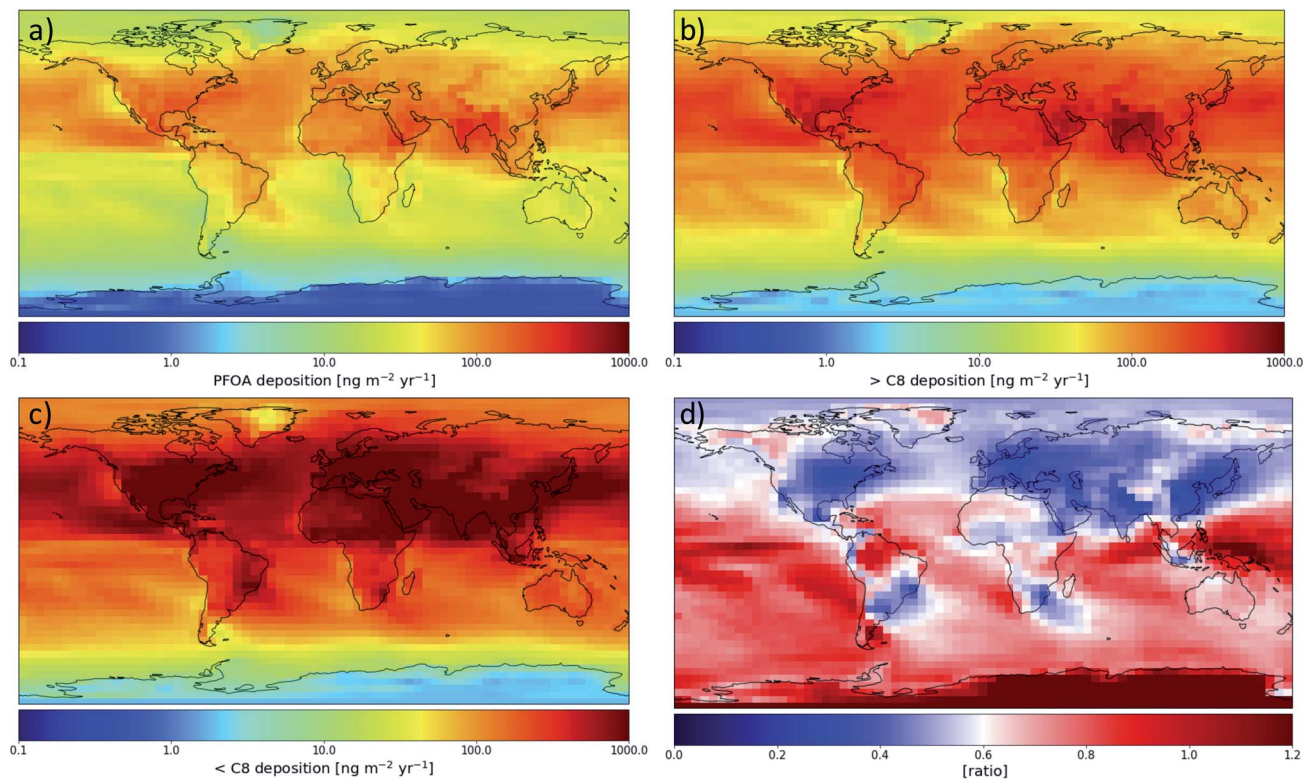 a)
b)
0.1 1.0 10.0 100.0 1000.0
PFOA deposition [ng m⁻² yr⁻¹]
0.1 1.0 10.0 100.0 1000.0
> C8 deposition [ng m⁻² yr⁻¹]
c)
d)
0.1 1.0 10.0 100.0 1000.0
< C8 deposition [ng m⁻² yr⁻¹]
0.0 0.2 0.4 0.6 0.8 1.0 1.2
[ratio]